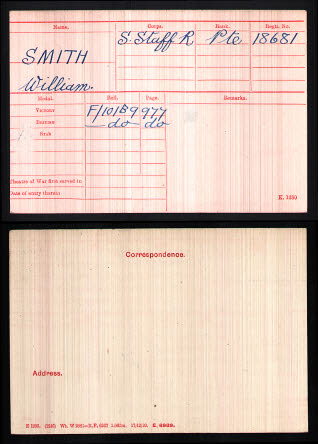 Name. Corps. Rank. Regtl. No.
SMITH S. Staff R Pte 18681
William.
Medal. Roll. Page. Remarks.
VICTORY F/101B9 977
BRITISH do do
STAR
Theatre of War first served in
Date of entry therein
K. 1380
Correspondence.
Address.